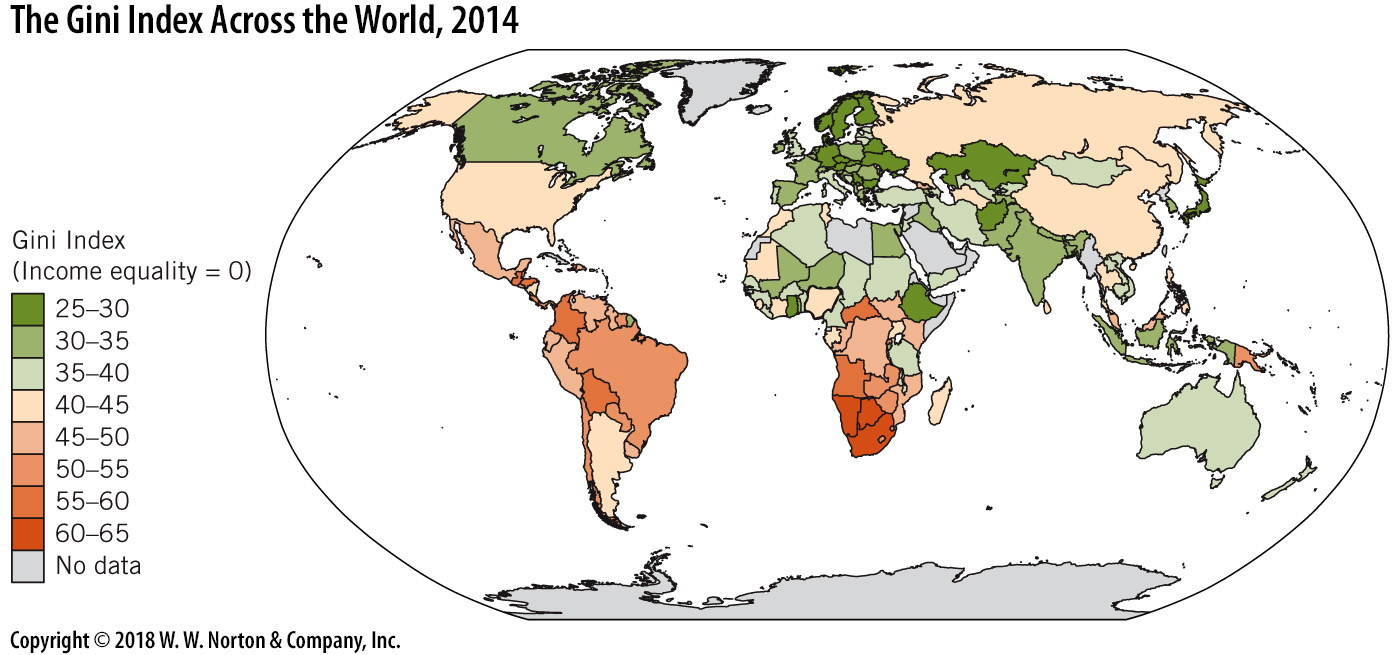 The Gini Index Across the World, 2014
Gini Index
(Income equality = 0)
25–30
30–35
35–40
40–45
45–50
50–55
55–60
60–65
No data
Copyright © 2018 W. W. Norton & Company, Inc.